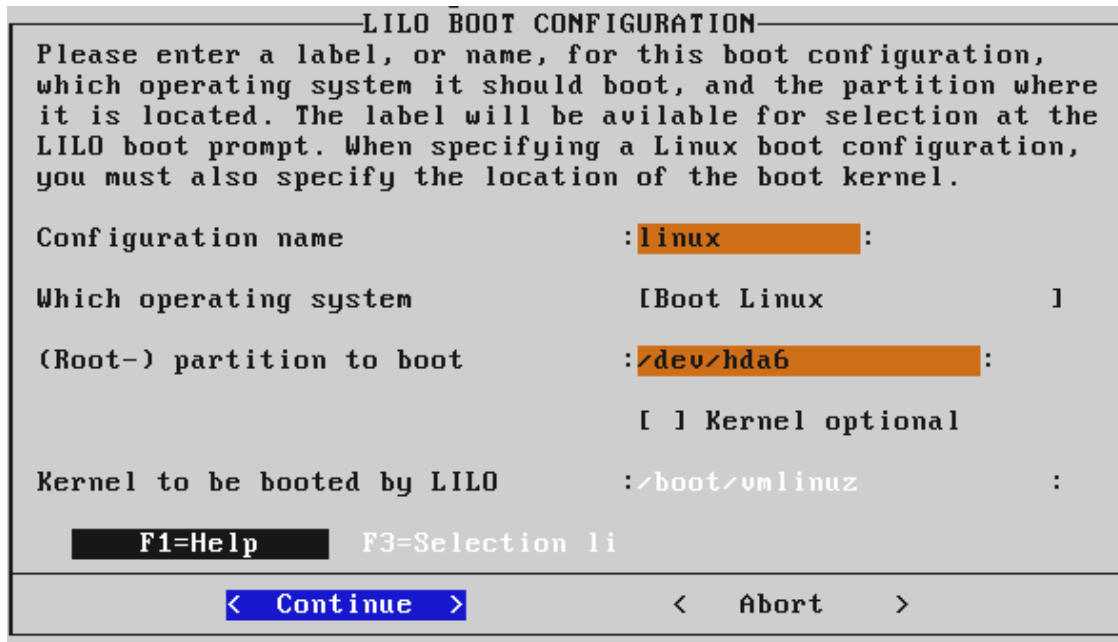 LILO BOOT CONFIGURATION
Please enter a label, or name, for this boot configuration,
which operating system it should boot, and the partition where
it is located. The label will be available for selection at the
LILO boot prompt. When specifying a Linux boot configuration,
you must also specify the location of the boot kernel.
Configuration name :linux :
Which operating system [Boot Linux ]
(Root-) partition to boot :/dev/hda6 :
[ ] Kernel optional
Kernel to be booted by LILO :/boot/vmlinuz :
F1=Help F3=Selection li
< Continue > < Abort >